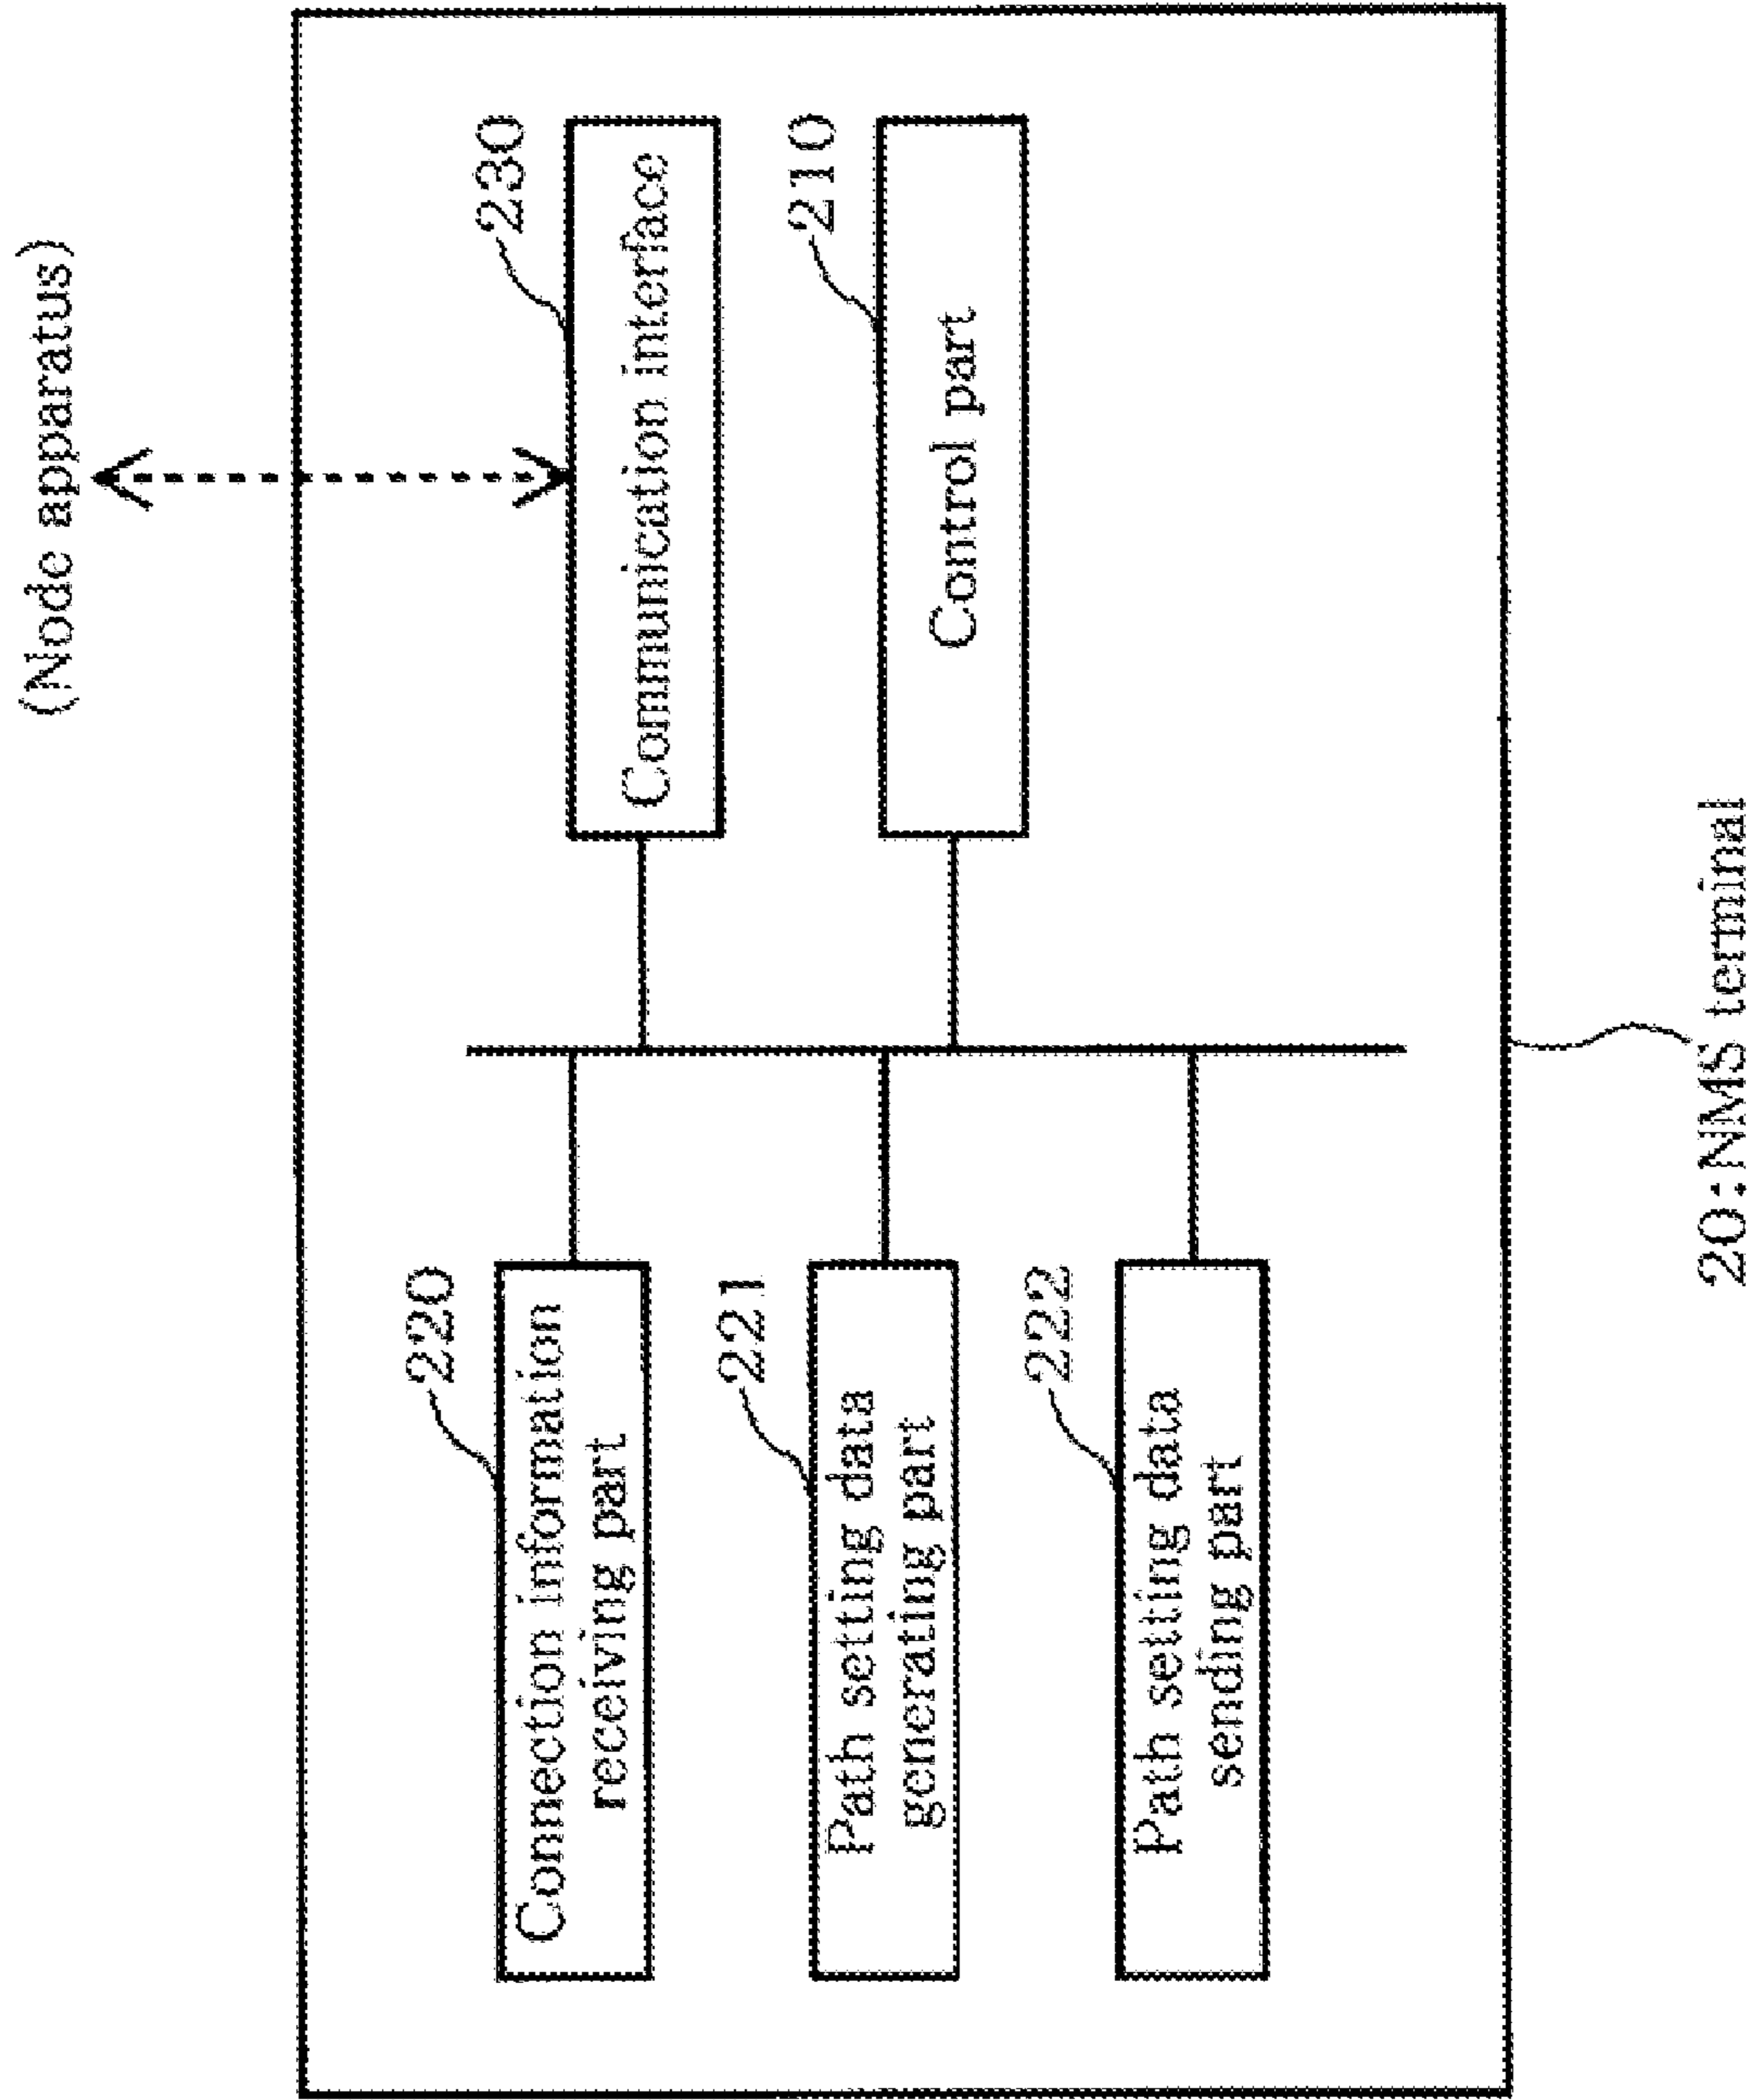 (Node apparatus)
220
Connection information
receiving part
230
Communication interface
221
Path setting data
generating part
210
Control part
222
Path setting data
sending part
20:NMS terminal